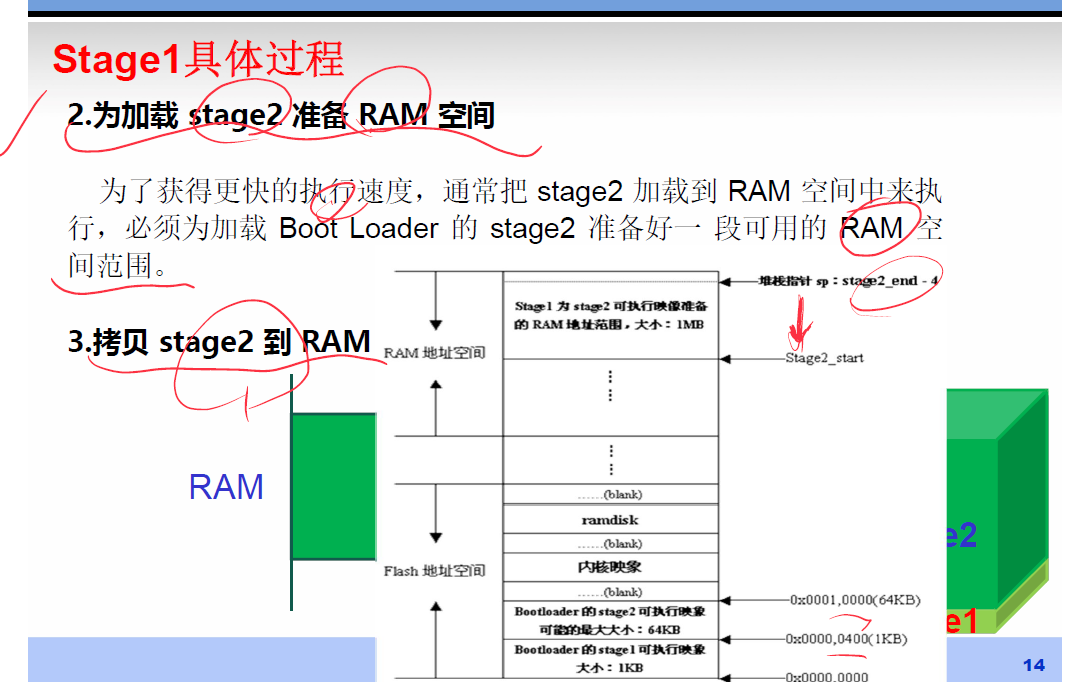 Stage1具体过程
2.为加载 stage2 准备 RAM 空间
为了获得更快的执行速度，通常把 stage2 加载到 RAM 空间中来执
行，必须为加载 Boot Loader 的 stage2 准备好一 段可用的 RAM 空
间范围。
堆栈指针 sp：stage2_end - 4
Stage1 为 stage2 可执行映像准备
的 RAM 地址范围，大小：1MB
3.拷贝 stage2 到 RAM
RAM 地址空间
Stage2_start
RAM
......(blank)
ramdisk
......(blank)
Flash 地址空间
内核映象
......(blank)
0x0001,0000(64KB)
Bootloader 的 stage2 可执行映象
可能的最大大小：64KB
0x0000,0400(1KB)
Bootloader 的 stage1 可执行映象
大小：1KB
0x0000,0000
e2
e1
14